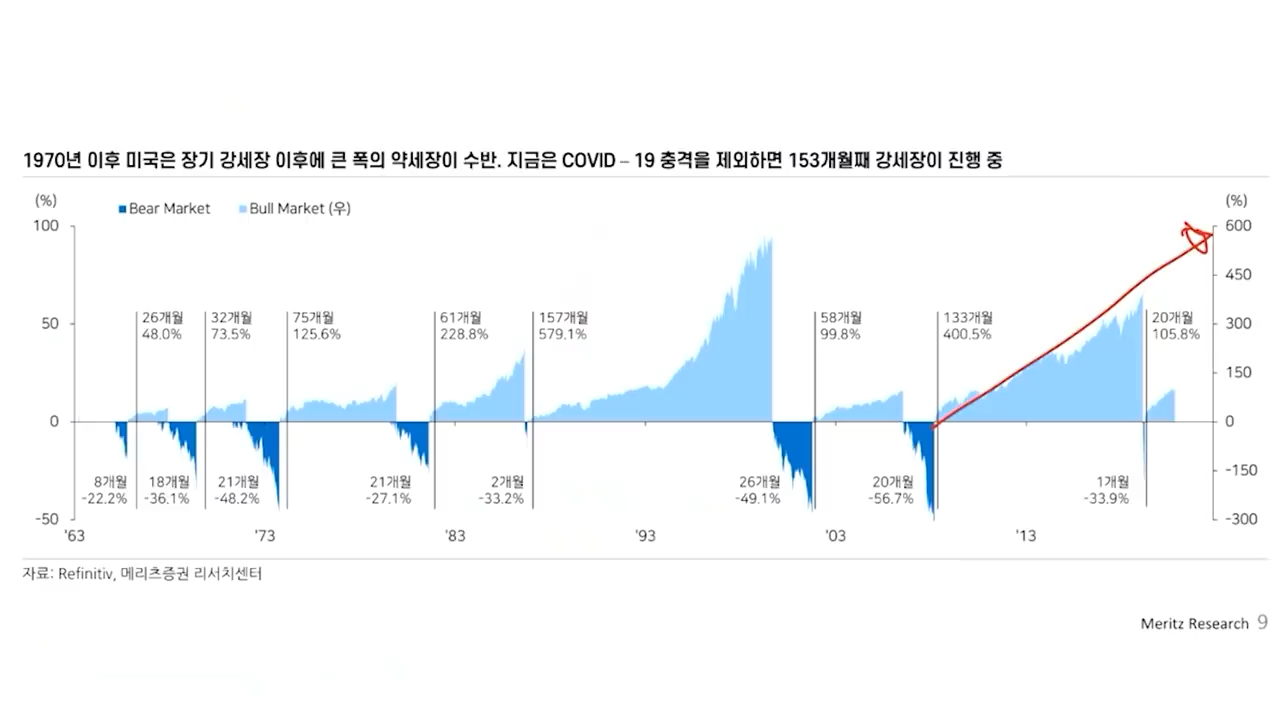 1970년 이후 미국은 장기 강세장 이후에 큰 폭의 약세장이 수반. 지금은 COVID – 19 충격을 제외하면 153개월째 강세장이 진행 중
(%)
Bear Market
Bull Market (우)
(%)
100
50
0
-50
600
450
300
150
0
-150
-300
26개월
48.0%
32개월
73.5%
75개월
125.6%
61개월
228.8%
157개월
579.1%
58개월
99.8%
133개월
400.5%
20개월
105.8%
8개월
-22.2%
18개월
-36.1%
21개월
-48.2%
21개월
-27.1%
2개월
-33.2%
26개월
-49.1%
20개월
-56.7%
1개월
-33.9%
'63
'73
'83
'93
'03
'13
자료: Refinitiv, 메리츠증권 리서치센터
Meritz Research 9